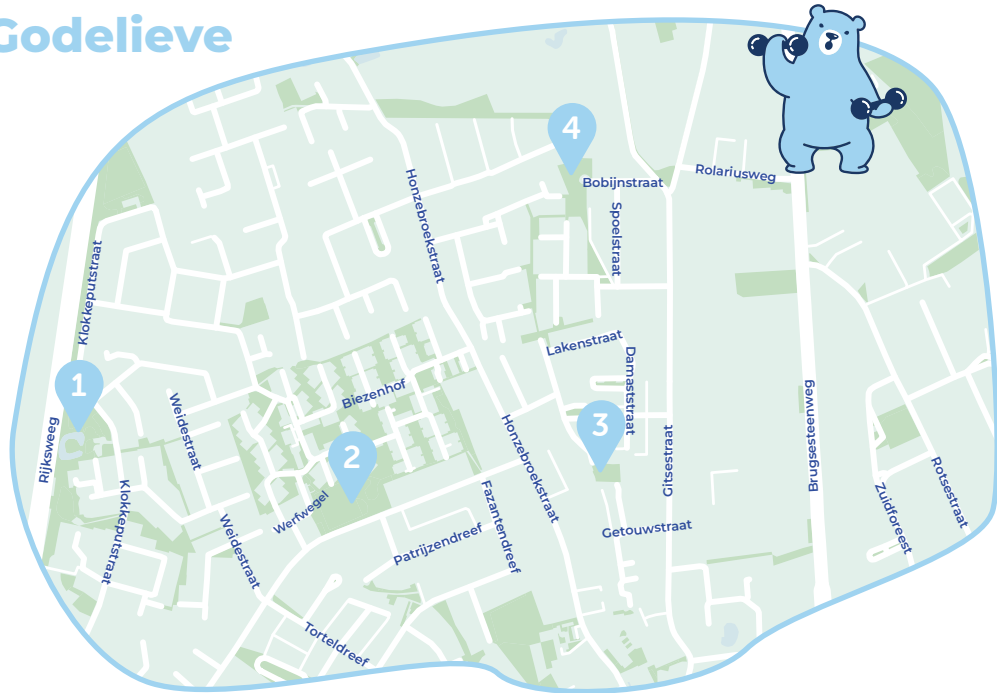 Godelieve
4
Bobijnstraat
Rolariusweg
Honzebroekstraat
Spoelstraat
Klokkeputstraat
Lakenstraat
Damaststraat
1
Biezenhof
Weidestraat
3
2
Rijksweeg
Honzebroekstraat
Gitsestraat
Brugsesteenweg
Rotsestraat
Klokkeputstraat
Werfwegel
Fazantendreef
Zuidforeest
Weidestraat
Patrijzendreef
Getouwstraat
Torteldreef